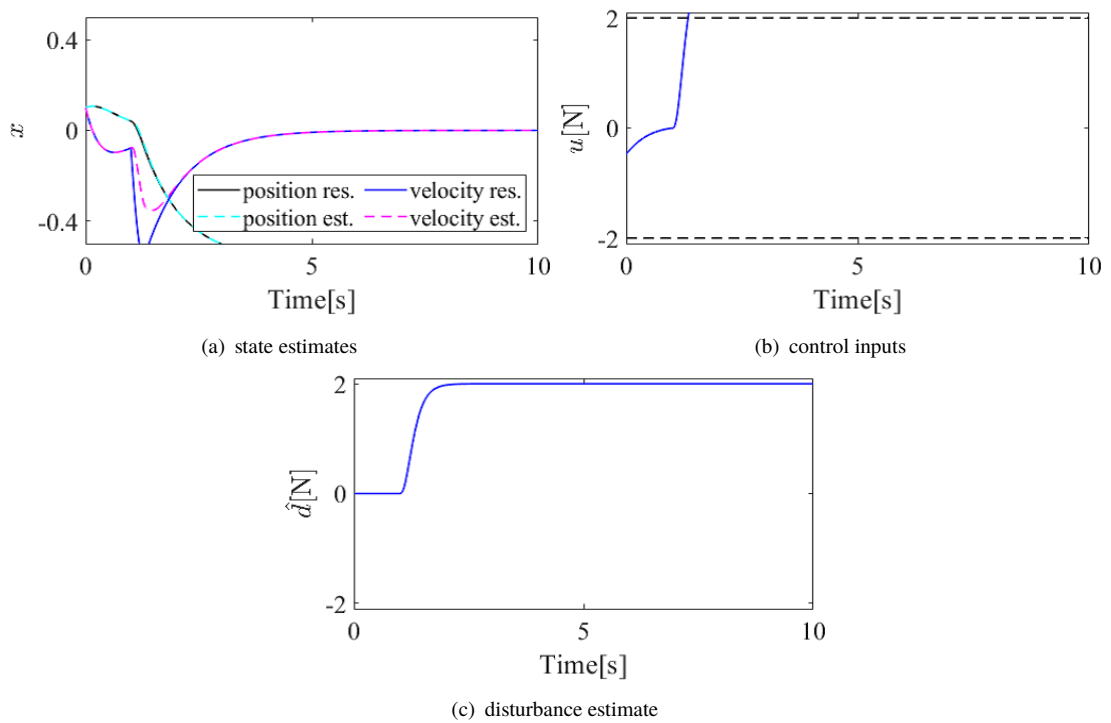 0.4
0
-0.4
x
position res.
velocity res.
position est.
velocity est.
0 5 10
Time[s]
(a) state estimates
2
0
-2
u[N]
0 5 10
Time[s]
(b) control inputs
2
0
-2
d̂[N]
0 5 10
Time[s]
(c) disturbance estimate